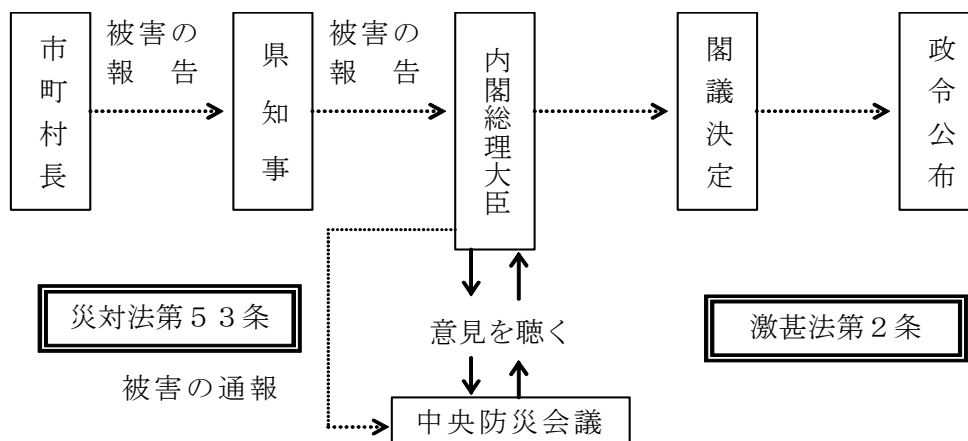 市町村長
被害の
報告
県知事
被害の
報告
内閣総理大臣
閣議決定
政令公布
災対法第５３条
意見を聴く
激甚法第２条
被害の通報
中央防災会議